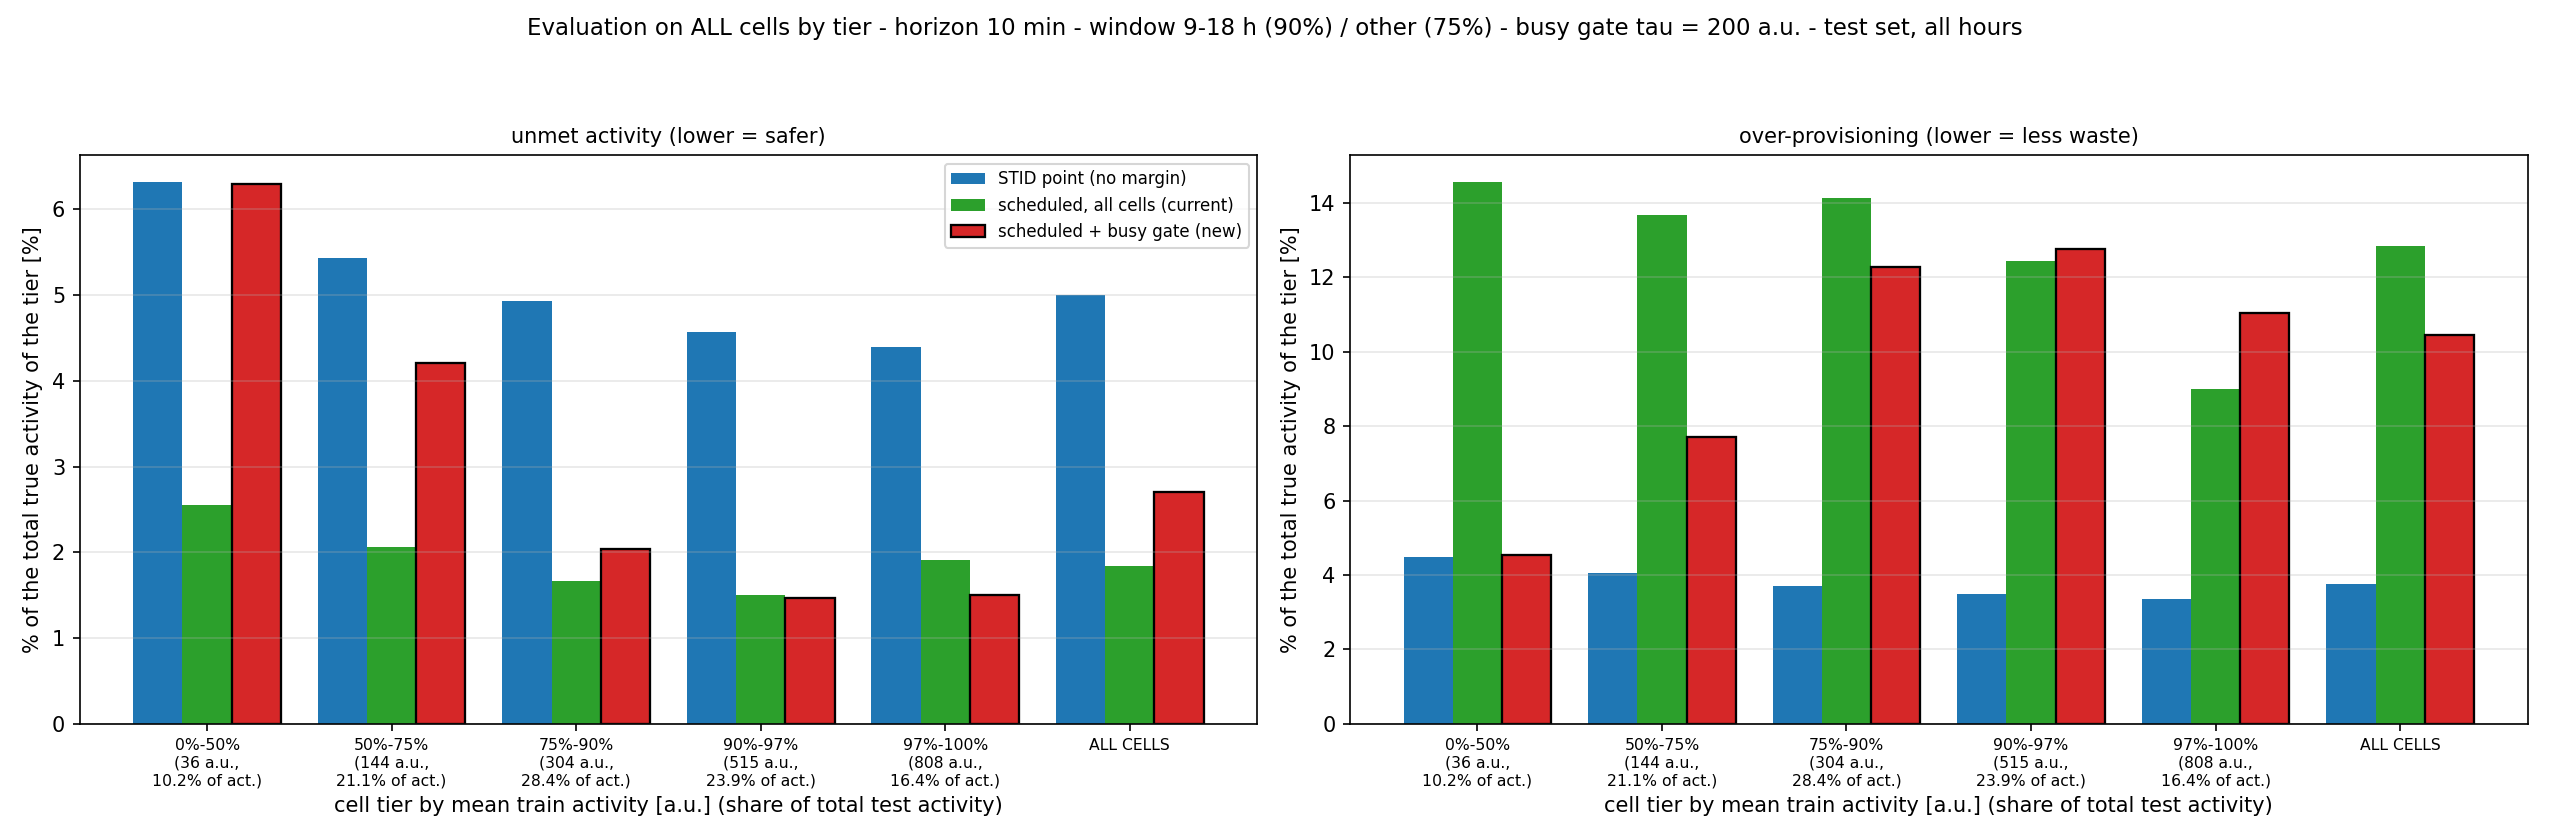 Evaluation on ALL cells by tier - horizon 10 min - window 9-18 h (90%) / other (75%) - busy gate tau = 200 a.u. - test set, all hours
unmet activity (lower = safer)
% of the total true activity of the tier [%]
6
5
4
3
2
1
0
STID point (no margin)
scheduled, all cells (current)
scheduled + busy gate (new)
0%-50%
(36 a.u.,
10.2% of act.)
50%-75%
(144 a.u.,
21.1% of act.)
75%-90%
(304 a.u.,
28.4% of act.)
90%-97%
(515 a.u.,
23.9% of act.)
97%-100%
(808 a.u.,
16.4% of act.)
ALL CELLS
cell tier by mean train activity [a.u.] (share of total test activity)
over-provisioning (lower = less waste)
% of the total true activity of the tier [%]
14
12
10
8
6
4
2
0
0%-50%
(36 a.u.,
10.2% of act.)
50%-75%
(144 a.u.,
21.1% of act.)
75%-90%
(304 a.u.,
28.4% of act.)
90%-97%
(515 a.u.,
23.9% of act.)
97%-100%
(808 a.u.,
16.4% of act.)
ALL CELLS
cell tier by mean train activity [a.u.] (share of total test activity)